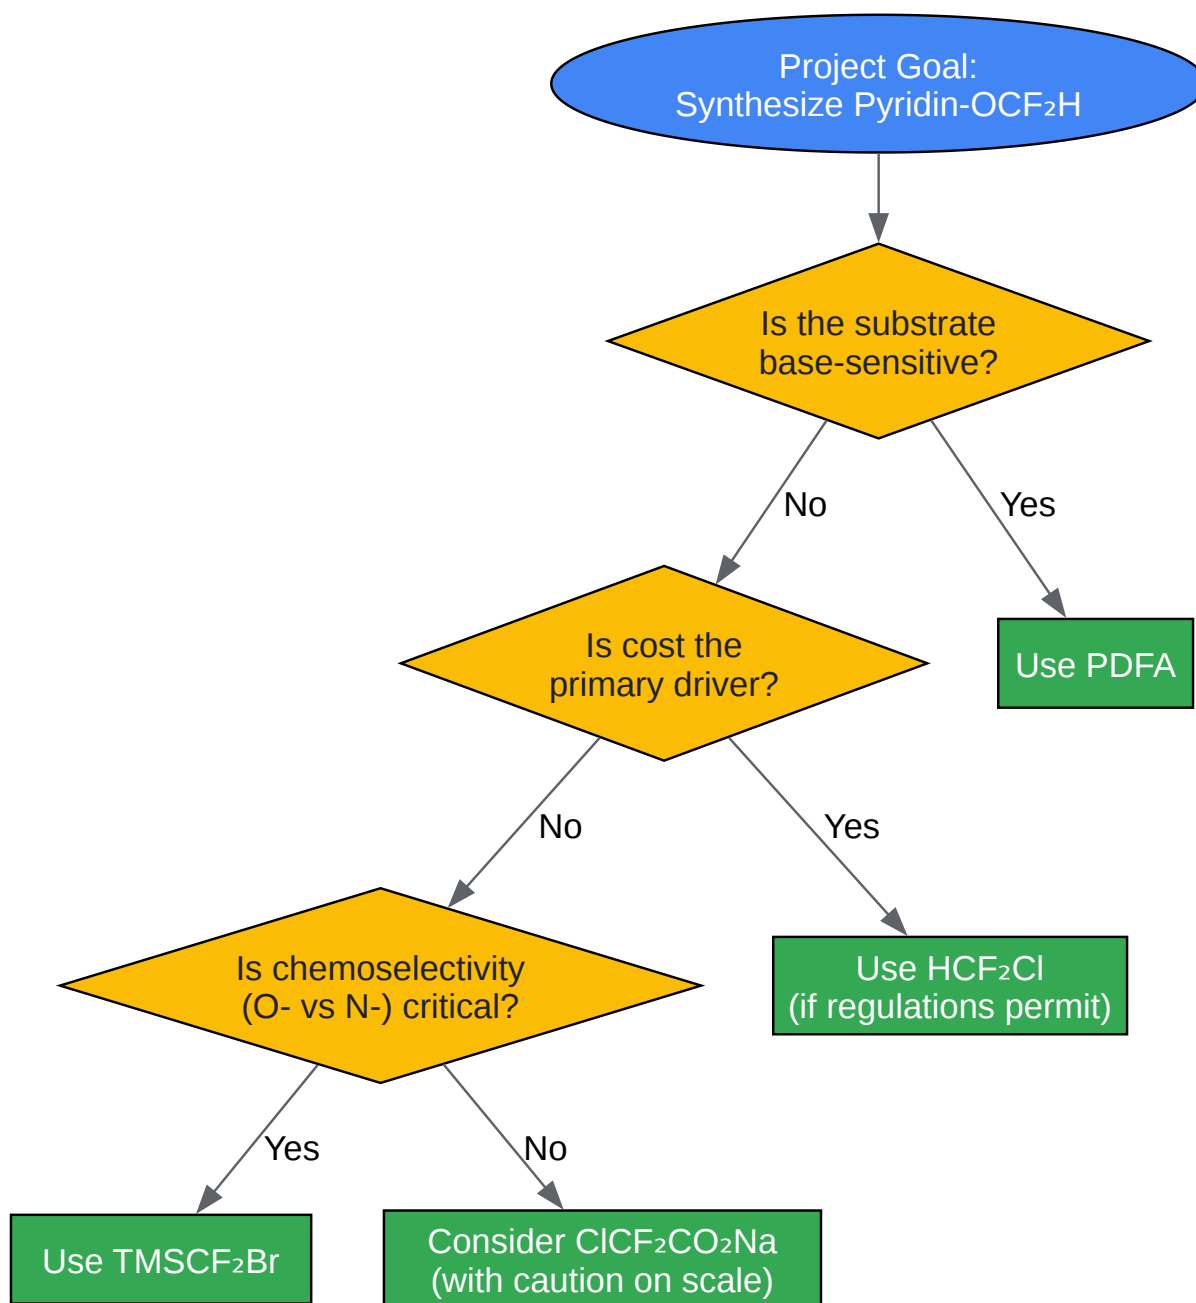 Project Goal:
Synthesize Pyridin-OCF₂H
Is the substrate
base-sensitive?
No
Yes
Is cost the
primary driver?
Use PDFA
No
Yes
Is chemoselectivity
(O- vs N-) critical?
Use HCF₂Cl
(if regulations permit)
Yes
No
Use TMSCF₂Br
Consider ClCF₂CO₂Na
(with caution on scale)